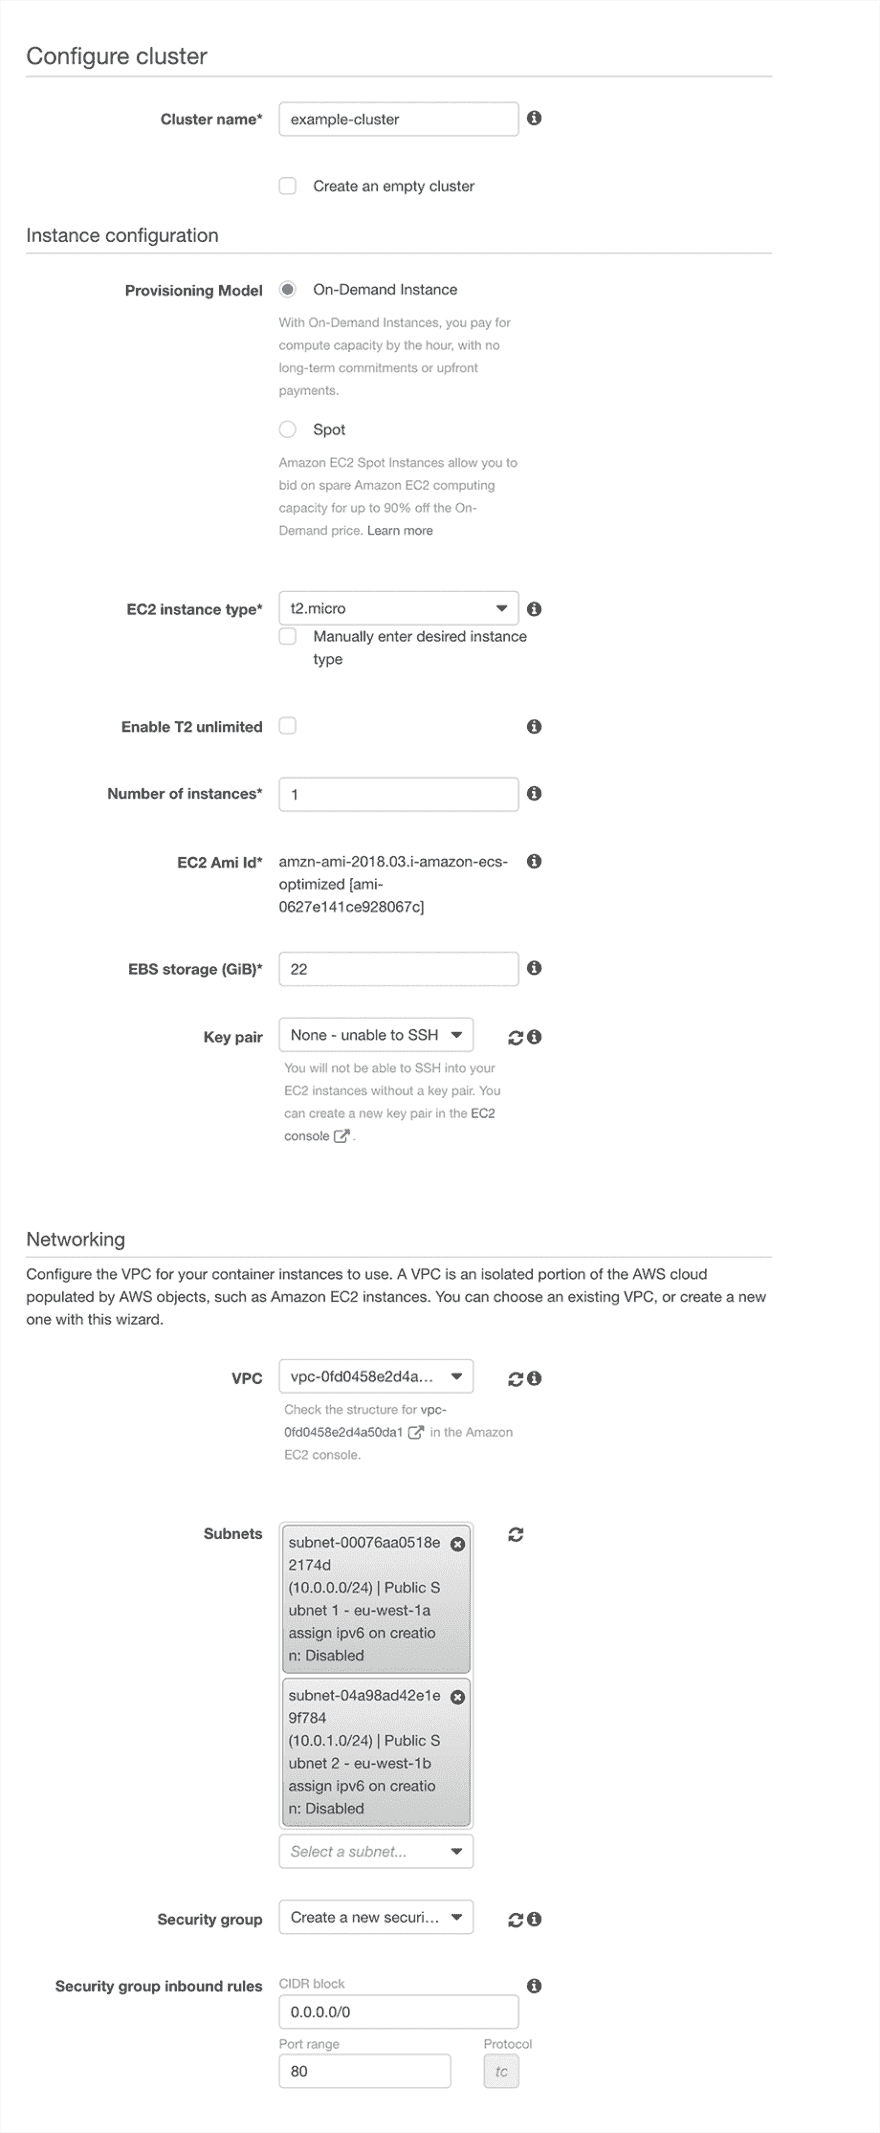 Configure cluster
Cluster name*
example-cluster
Create an empty cluster
Instance configuration
Provisioning Model
On-Demand Instance
With On-Demand Instances, you pay for
compute capacity by the hour, with no
long-term commitments or upfront
payments.
Spot
Amazon EC2 Spot Instances allow you to
bid on spare Amazon EC2 computing
capacity for up to 90% off the On-
Demand price. Learn more
EC2 instance type*
t2.micro
Manually enter desired instance
type
Enable T2 unlimited
Number of instances*
1
EC2 Ami Id*
amzn-ami-2018.03.i-amazon-ecs-
optimized [ami-
0627e141ce928067c]
EBS storage (GiB)*
22
Key pair
None - unable to SSH
You will not be able to SSH into your
EC2 instances without a key pair. You
can create a new key pair in the EC2
console .
Networking
Configure the VPC for your container instances to use. A VPC is an isolated portion of the AWS cloud
populated by AWS objects, such as Amazon EC2 instances. You can choose an existing VPC, or create a new
one with this wizard.
VPC
vpc-0fd0458e2d4a...
Check the structure for vpc-
0fd0458e2d4a50da1 in the Amazon
EC2 console.
Subnets
subnet-00076aa0518e
2174d
(10.0.0.0/24) | Public S
ubnet 1 - eu-west-1a
assign ipv6 on creatio
n: Disabled
subnet-04a98ad42e1e
9f784
(10.0.1.0/24) | Public S
ubnet 2 - eu-west-1b
assign ipv6 on creatio
n: Disabled
Select a subnet...
Security group
Create a new securi...
Security group inbound rules
CIDR block
0.0.0.0/0
Port range
Protocol
80
tc